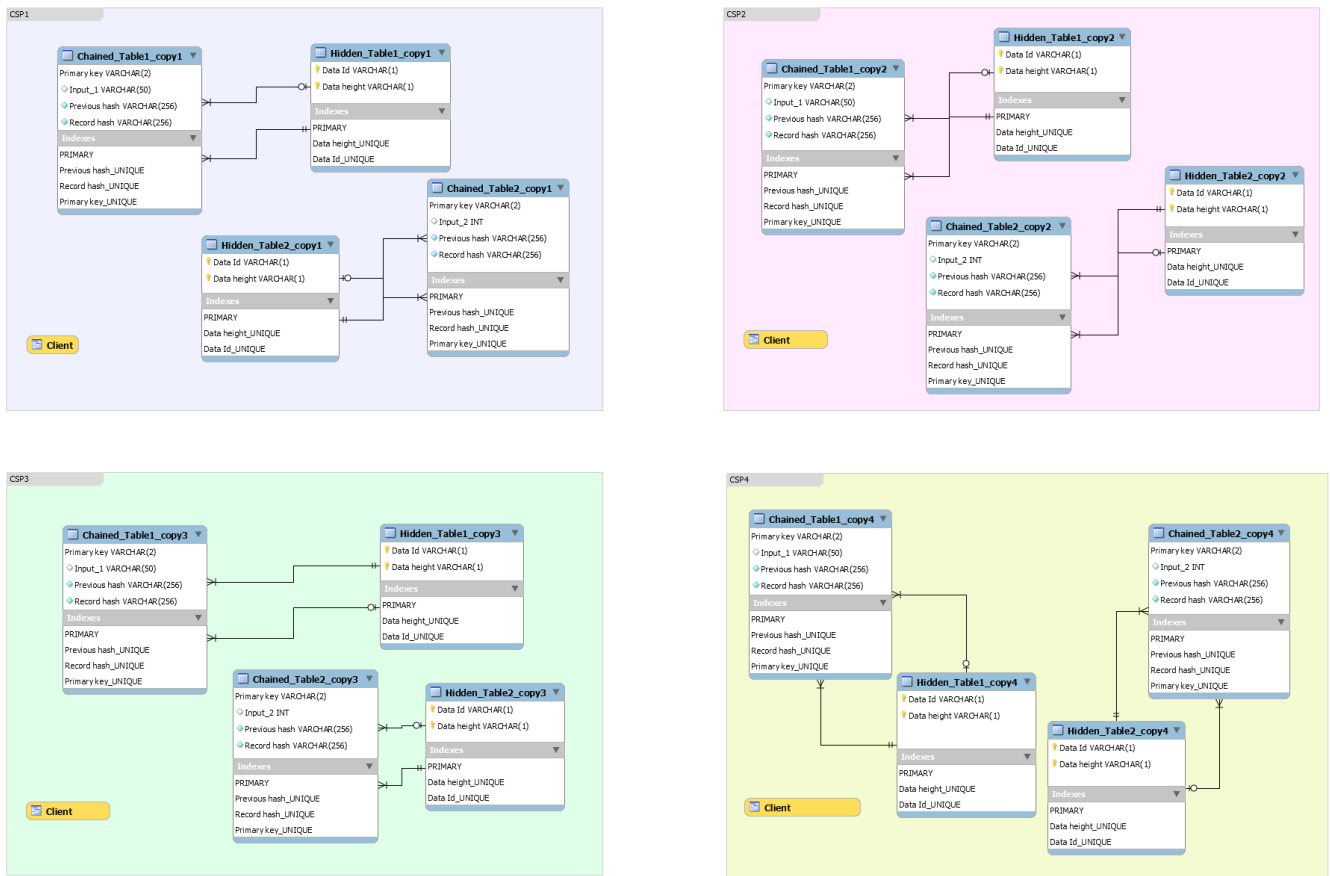 CSP1
Chained_Table1_copy1
Primary key VARCHAR(2)
Input_1 VARCHAR(50)
Previous hash VARCHAR(256)
Record hash VARCHAR(256)
Indexes
PRIMARY
Previous hash_UNIQUE
Record hash_UNIQUE
Primary key_UNIQUE
Hidden_Table1_copy1
Data Id VARCHAR(1)
Data height VARCHAR(1)
Indexes
PRIMARY
Data height_UNIQUE
Data Id_UNIQUE
Chained_Table2_copy1
Primary key VARCHAR(2)
Input_2 INT
Previous hash VARCHAR(256)
Record hash VARCHAR(256)
Indexes
PRIMARY
Previous hash_UNIQUE
Record hash_UNIQUE
Primary key_UNIQUE
Hidden_Table2_copy1
Data Id VARCHAR(1)
Data height VARCHAR(1)
Indexes
PRIMARY
Data height_UNIQUE
Data Id_UNIQUE
Client
CSP2
Chained_Table1_copy2
Primary key VARCHAR(2)
Input_1 VARCHAR(50)
Previous hash VARCHAR(256)
Record hash VARCHAR(256)
Indexes
PRIMARY
Previous hash_UNIQUE
Record hash_UNIQUE
Primary key_UNIQUE
Hidden_Table1_copy2
Data Id VARCHAR(1)
Data height VARCHAR(1)
Indexes
PRIMARY
Data height_UNIQUE
Data Id_UNIQUE
Hidden_Table2_copy2
Data Id VARCHAR(1)
Data height VARCHAR(1)
Indexes
PRIMARY
Data height_UNIQUE
Data Id_UNIQUE
Chained_Table2_copy2
Primary key VARCHAR(2)
Input_2 INT
Previous hash VARCHAR(256)
Record hash VARCHAR(256)
Indexes
PRIMARY
Previous hash_UNIQUE
Record hash_UNIQUE
Primary key_UNIQUE
Client
CSP3
Chained_Table1_copy3
Primary key VARCHAR(2)
Input_1 VARCHAR(50)
Previous hash VARCHAR(256)
Record hash VARCHAR(256)
Indexes
PRIMARY
Previous hash_UNIQUE
Record hash_UNIQUE
Primary key_UNIQUE
Hidden_Table1_copy3
Data Id VARCHAR(1)
Data height VARCHAR(1)
Indexes
PRIMARY
Data height_UNIQUE
Data Id_UNIQUE
Chained_Table2_copy3
Primary key VARCHAR(2)
Input_2 INT
Previous hash VARCHAR(256)
Record hash VARCHAR(256)
Indexes
PRIMARY
Previous hash_UNIQUE
Record hash_UNIQUE
Primary key_UNIQUE
Hidden_Table2_copy3
Data Id VARCHAR(1)
Data height VARCHAR(1)
Indexes
PRIMARY
Data height_UNIQUE
Data Id_UNIQUE
Client
CSP4
Chained_Table1_copy4
Primary key VARCHAR(2)
Input_1 VARCHAR(50)
Previous hash VARCHAR(256)
Record hash VARCHAR(256)
Indexes
PRIMARY
Previous hash_UNIQUE
Record hash_UNIQUE
Primary key_UNIQUE
Chained_Table2_copy4
Primary key VARCHAR(2)
Input_2 INT
Previous hash VARCHAR(256)
Record hash VARCHAR(256)
Indexes
PRIMARY
Previous hash_UNIQUE
Record hash_UNIQUE
Primary key_UNIQUE
Hidden_Table1_copy4
Data Id VARCHAR(1)
Data height VARCHAR(1)
Indexes
PRIMARY
Data height_UNIQUE
Data Id_UNIQUE
Hidden_Table2_copy4
Data Id VARCHAR(1)
Data height VARCHAR(1)
Indexes
PRIMARY
Data height_UNIQUE
Data Id_UNIQUE
Client